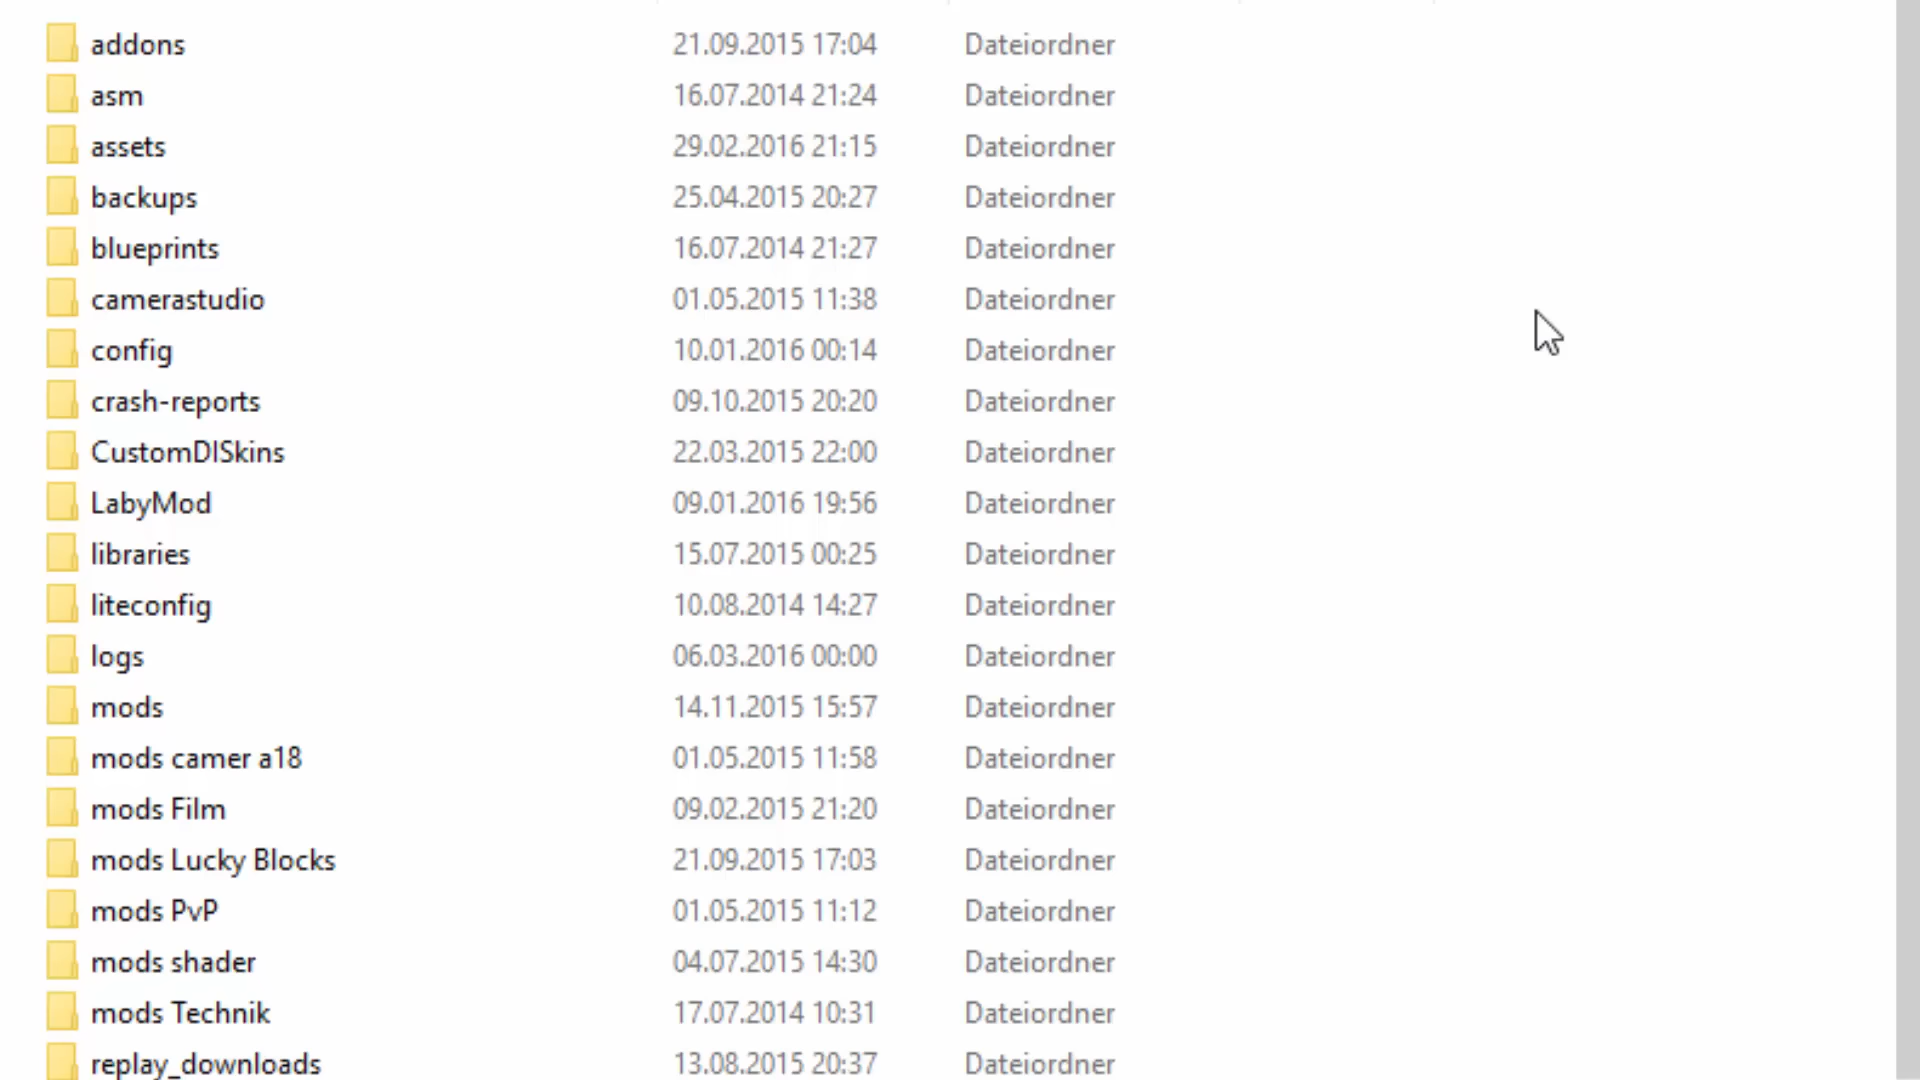 addons 21.09.2015 17:04 Dateiordner
asm 16.07.2014 21:24 Dateiordner
assets 29.02.2016 21:15 Dateiordner
backups 25.04.2015 20:27 Dateiordner
blueprints 16.07.2014 21:27 Dateiordner
camerastudio 01.05.2015 11:38 Dateiordner
config 10.01.2016 00:14 Dateiordner
crash-reports 09.10.2015 20:20 Dateiordner
CustomDISkins 22.03.2015 22:00 Dateiordner
LabyMod 09.01.2016 19:56 Dateiordner
libraries 15.07.2015 00:25 Dateiordner
liteconfig 10.08.2014 14:27 Dateiordner
logs 06.03.2016 00:00 Dateiordner
mods 14.11.2015 15:57 Dateiordner
mods camer a18 01.05.2015 11:58 Dateiordner
mods Film 09.02.2015 21:20 Dateiordner
mods Lucky Blocks 21.09.2015 17:03 Dateiordner
mods PvP 01.05.2015 11:12 Dateiordner
mods shader 04.07.2015 14:30 Dateiordner
mods Technik 17.07.2014 10:31 Dateiordner
replay_downloads 13.08.2015 20:37 Dateiordner